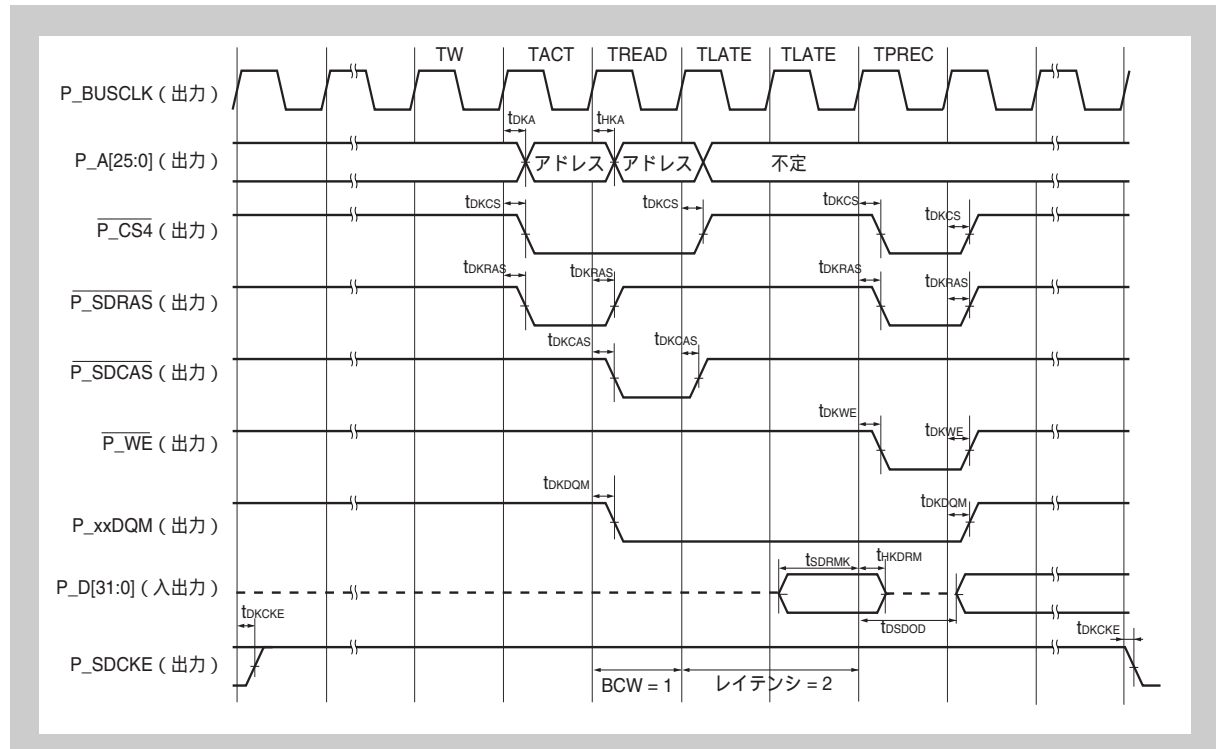 TW TACT TREAD TLATE TLATE TPREC
P_BUSCLK（出力）
tDKA tHKA
P_A[25:0]（出力） アドレス アドレス 不定
tDKCS tDKCS tDKCS tDKCS
P_CS4（出力）
tDKRAS tDKRAS tDKRAS tDKRAS
P_SDRAS（出力）
tDKCAS tDKCAS
P_SDCAS（出力）
tDKWE tDKWE
P_WE（出力）
tDKDQM tDKDQM
P_xxDQM（出力）
tSDRMK tHKDRM
P_D[31:0]（入出力）
tDKCKE tDSDOD tDKCKE
P_SDCKE（出力）
BCW = 1 レイテンシ = 2